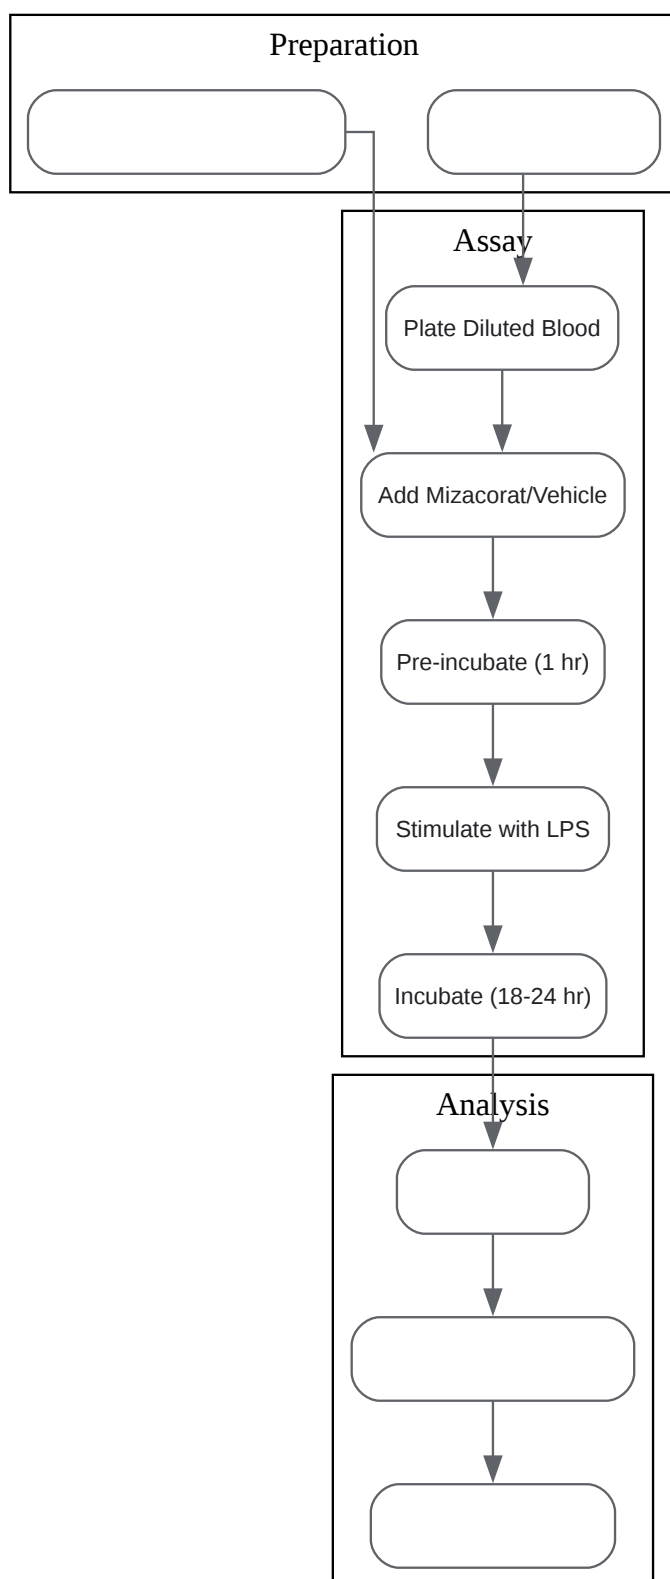 Preparation
Assay
Plate Diluted Blood
Add Mizacorat/Vehicle
Pre-incubate (1 hr)
Stimulate with LPS
Incubate (18-24 hr)
Analysis